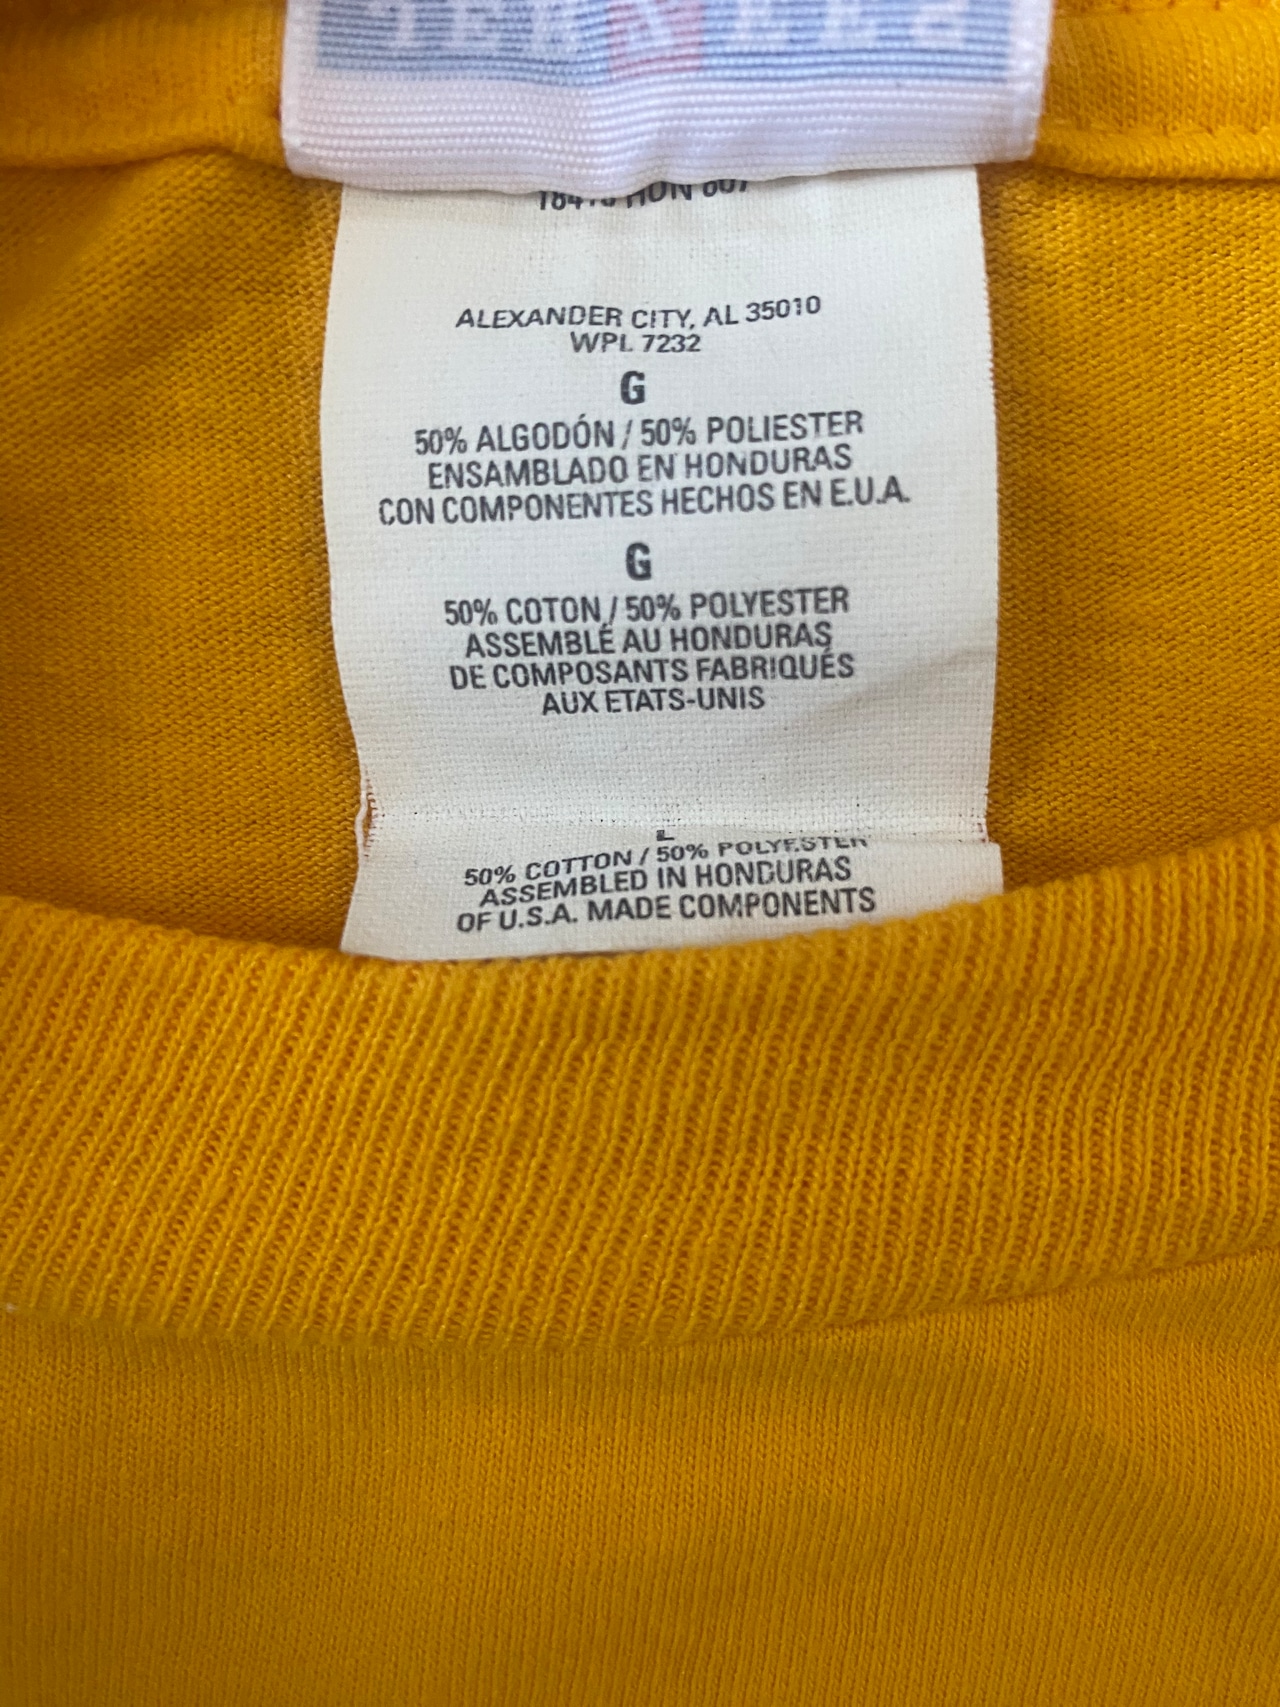 ALEXANDER CITY, AL 35010
WPL 7232
G
50% ALGODÓN / 50% POLIESTER
ENSAMBLADO EN HONDURAS
CON COMPONENTES HECHOS EN E.U.A.
G
50% COTON / 50% POLYESTER
ASSEMBLÉ AU HONDURAS
DE COMPOSANTS FABRIQUÉS
AUX ETATS-UNIS
L
50% COTTON / 50% POLYESTER
ASSEMBLED IN HONDURAS
OF U.S.A. MADE COMPONENTS